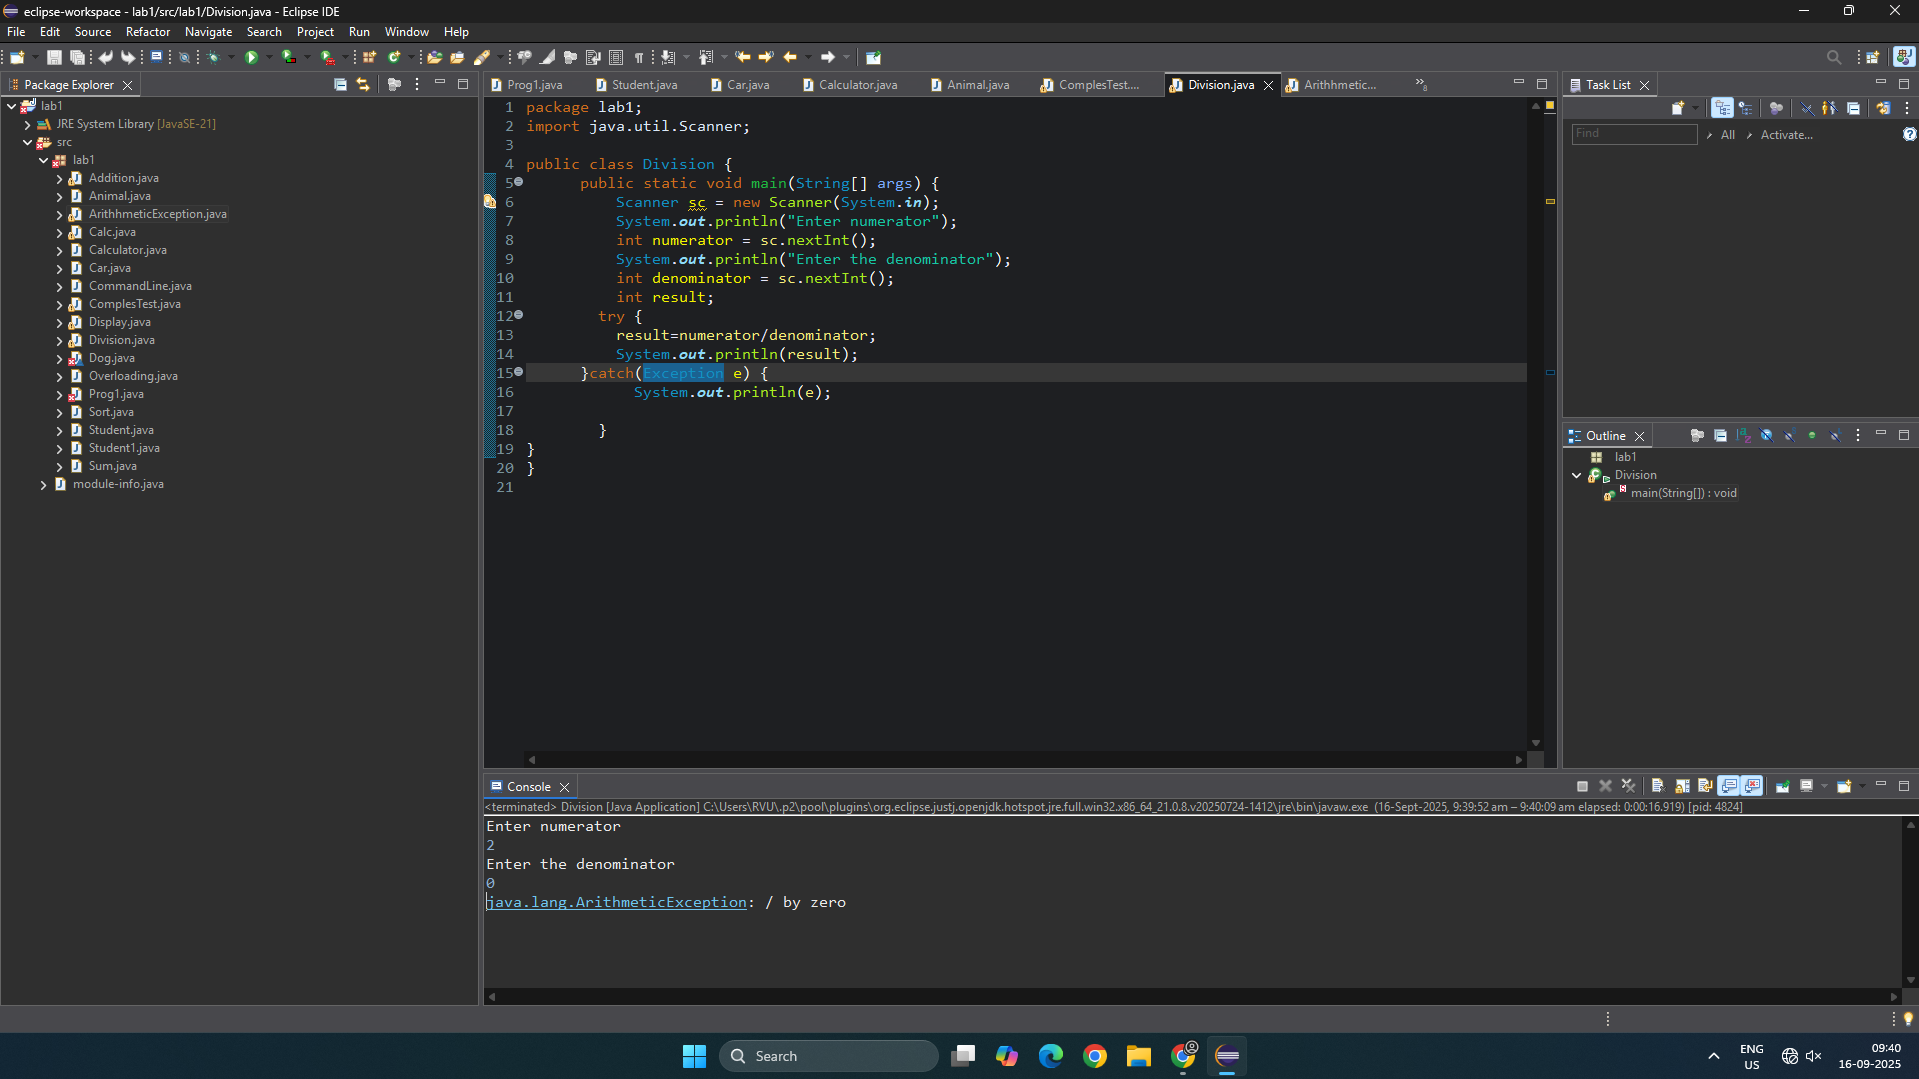 eclipse-workspace - lab1/src/lab1/Division.java - Eclipse IDE
File Edit Source Refactor Navigate Search Project Run Window Help
Package Explorer
lab1
JRE System Library [JavaSE-21]
src
lab1
Addition.java
Animal.java
ArithhmeticException.java
Calc.java
Calculator.java
Car.java
CommandLine.java
ComplesTest.java
Display.java
Division.java
Dog.java
Overloading.java
Prog1.java
Sort.java
Student.java
Student1.java
Sum.java
module-info.java
Prog1.java Student.java Car.java Calculator.java Animal.java ComplesTest.... Division.java Arithhmetic... »8
1 package lab1;
2 import java.util.Scanner;
3
4 public class Division {
5 public static void main(String[] args) {
6 Scanner sc = new Scanner(System.in);
7 System.out.println("Enter numerator");
8 int numerator = sc.nextInt();
9 System.out.println("Enter the denominator");
10 int denominator = sc.nextInt();
11 int result;
12 try {
13 result=numerator/denominator;
14 System.out.println(result);
15 }catch(Exception e) {
16 System.out.println(e);
17
18 }
19 }
20 }
21
Task List
Find All Activate...
Outline
lab1
Division
main(String[]) : void
Console
<terminated> Division [Java Application] C:\Users\RVU\.p2\pool\plugins\org.eclipse.justj.openjdk.hotspot.jre.full.win32.x86_64_21.0.8.v20250724-1412\jre\bin\javaw.exe (16-Sept-2025, 9:39:52 am – 9:40:09 am elapsed: 0:00:16.919) [pid: 4824]
Enter numerator
2
Enter the denominator
0
java.lang.ArithmeticException: / by zero
Search
ENG
US
09:40
16-09-2025